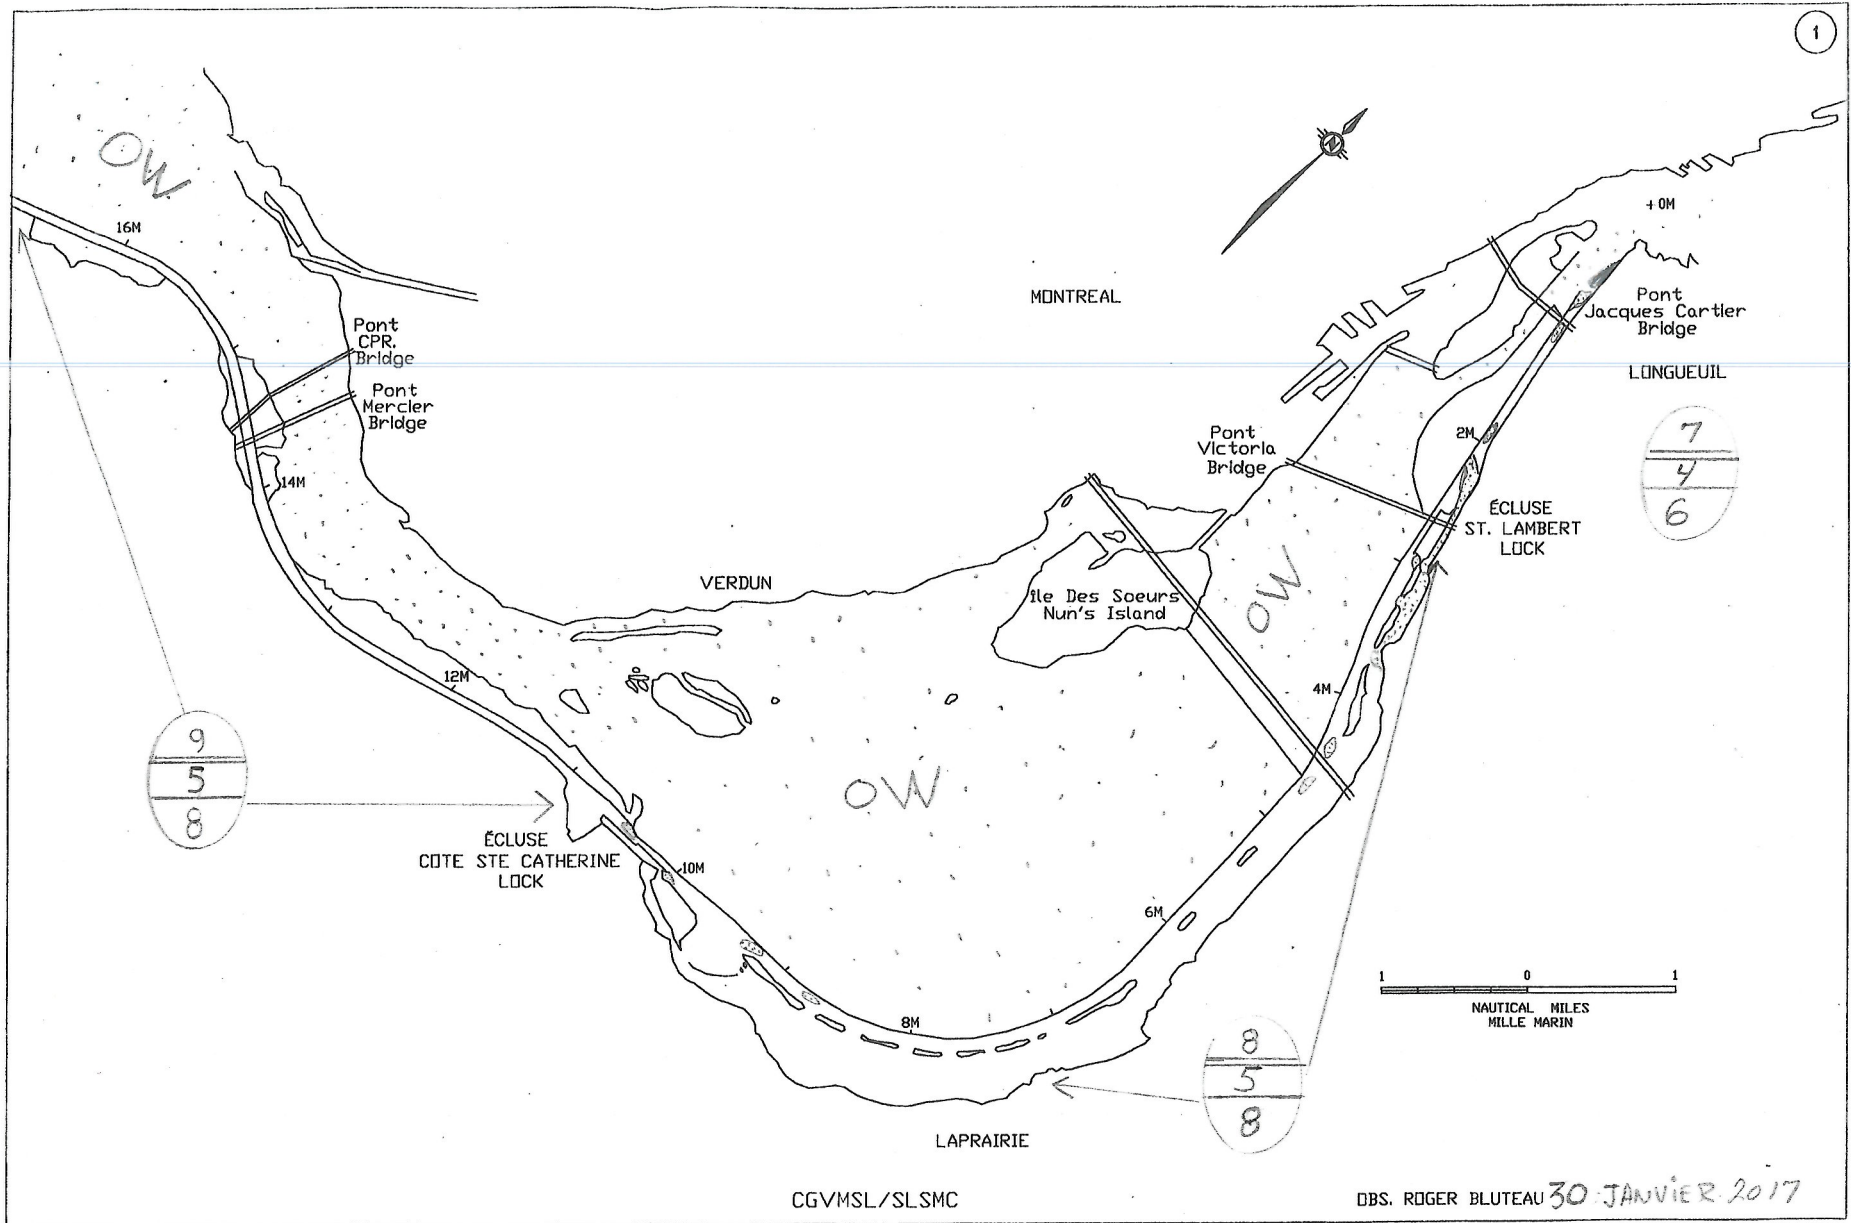 1
OW
16M
+0M
MONTREAL
Pont
Jacques Cartier
Bridge
Pont
CPR.
Bridge
LONGUEUIL
Pont
Mercier
Bridge
7
4
6
2M
Pont
Victoria
Bridge
14M
ÉCLUSE
ST. LAMBERT
LOCK
VERDUN
île Des Soeurs
Nun's Island
OW
12M
4M
9
5
8
OW
ÉCLUSE
COTE STE CATHERINE
LOCK
10M
6M
1 0 1
NAUTICAL MILES
MILLE MARIN
8M
8
5
8
LAPRAIRIE
CGVMSL/SLSMC
OBS. ROGER BLUTEAU 30 JANViER 2017
N